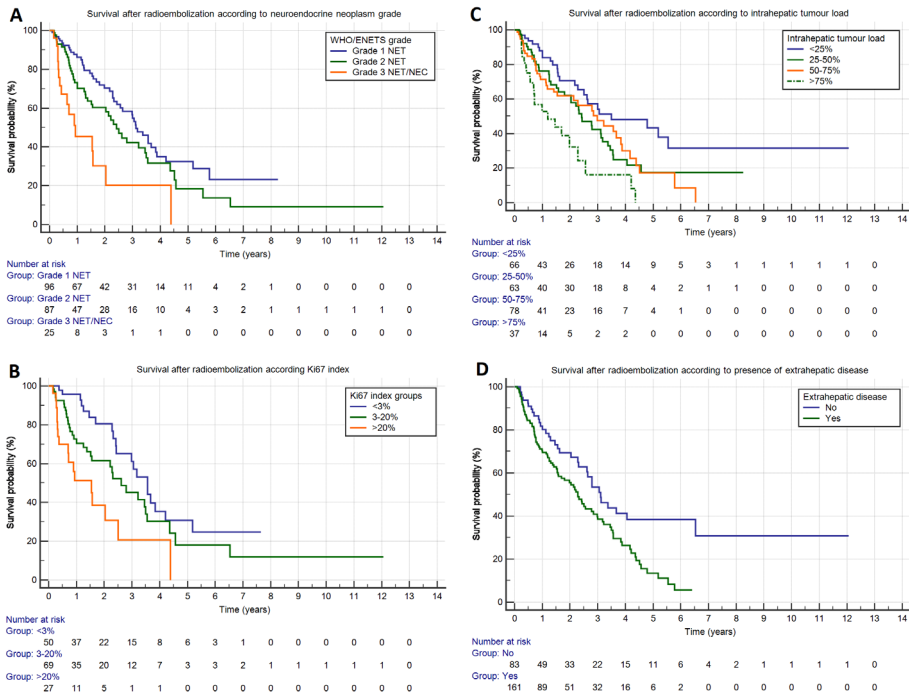 A
Survival after radioembolization according to neuroendocrine neoplasm grade
WHO/ENETS grade
Grade 1 NET
Grade 2 NET
Grade 3 NET/NEC
Survival probability (%)
100
80
60
40
20
0
0 1 2 3 4 5 6 7 8 9 10 11 12 13 14
Time (years)
Number at risk
Group: Grade 1 NET
96 67 42 31 14 11 4 2 1 0 0 0 0 0
Group: Grade 2 NET
87 47 28 16 10 4 3 2 1 1 1 1 1 0
Group: Grade 3 NET/NEC
25 8 3 1 1 0 0 0 0 0 0 0 0 0
B
Survival after radioembolization according Ki67 index
Ki67 index groups
<3%
3-20%
>20%
Survival probability (%)
100
80
60
40
20
0
0 1 2 3 4 5 6 7 8 9 10 11 12 13 14
Time (years)
Number at risk
Group: <3%
50 37 22 15 8 6 3 1 0 0 0 0 0 0
Group: 3-20%
69 35 20 12 7 3 3 2 1 1 1 1 1 0
Group: >20%
27 11 5 1 1 0 0 0 0 0 0 0 0 0
C
Survival after radioembolization according to intrahepatic tumour load
Intrahepatic tumour load
<25%
25-50%
50-75%
>75%
Survival probability (%)
100
80
60
40
20
0
0 1 2 3 4 5 6 7 8 9 10 11 12 13 14
Time (years)
Number at risk
Group: <25%
66 43 26 18 14 9 5 3 1 1 1 1 1 0
Group: 25-50%
63 40 30 18 8 4 2 1 1 0 0 0 0 0
Group: 50-75%
78 41 23 16 7 4 1 0 0 0 0 0 0 0
Group: >75%
37 14 5 2 2 0 0 0 0 0 0 0 0 0
D
Survival after radioembolization according to presence of extrahepatic disease
Extrahepatic disease
No
Yes
Survival probability (%)
100
80
60
40
20
0
0 1 2 3 4 5 6 7 8 9 10 11 12 13 14
Time (years)
Number at risk
Group: No
83 49 33 22 15 11 6 4 2 1 1 1 1 0
Group: Yes
161 89 51 32 16 6 2 0 0 0 0 0 0 0